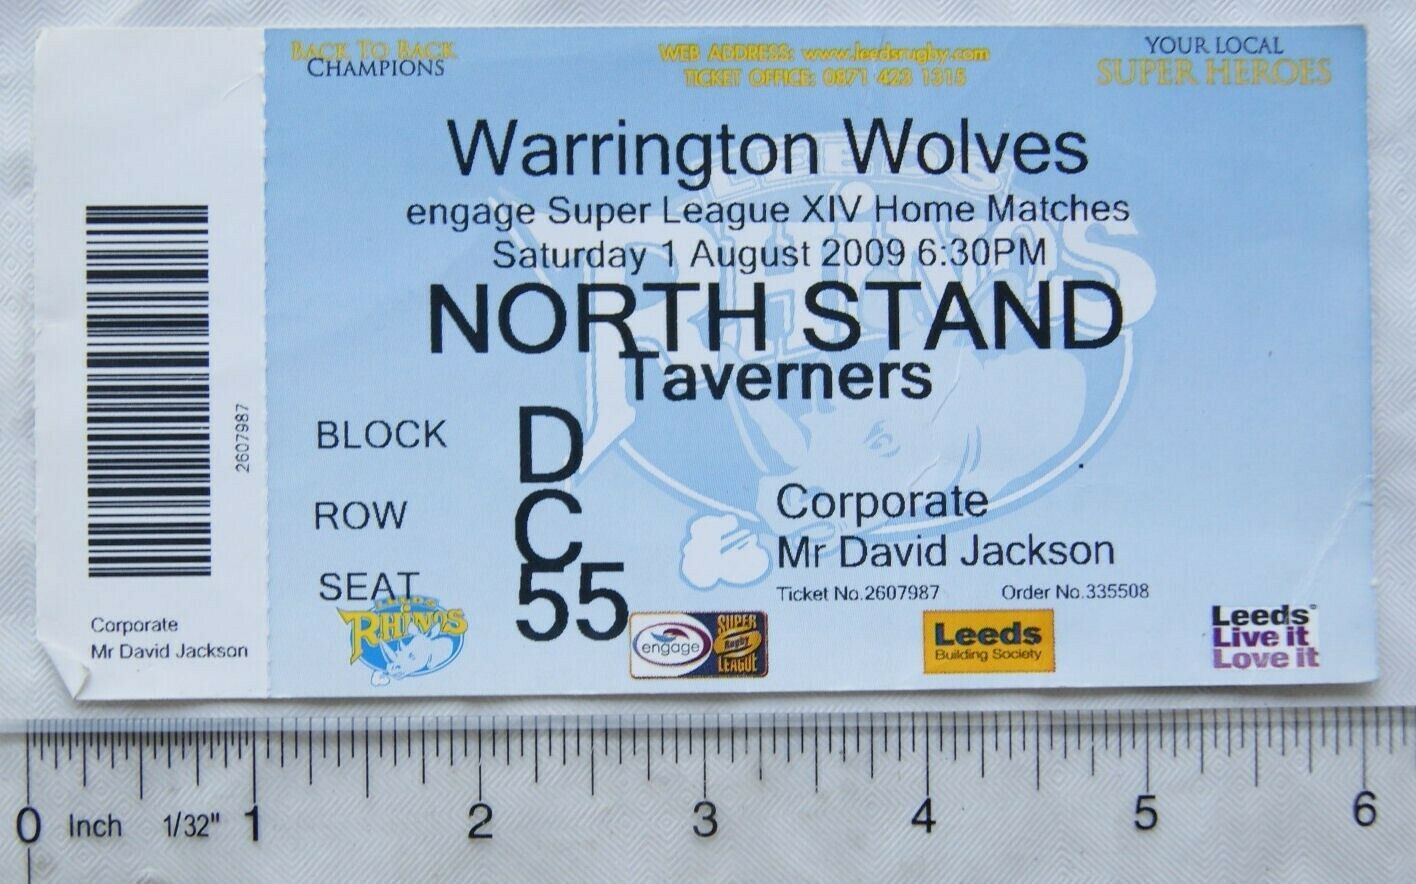 BACK TO BACK
CHAMPIONS
WEB ADDRESS: www.leedsrugby.com
TICKET OFFICE: 0871 423 1315
YOUR LOCAL
SUPER HEROES
Warrington Wolves
engage Super League XIV Home Matches
Saturday 1 August 2009 6:30PM
NORTH STAND
Taverners
BLOCK D
ROW C
SEAT 55
Corporate
Mr David Jackson
Ticket No.2607987 Order No.335508
2607987
Corporate
Mr David Jackson
LEEDS
RHINOS
LEEDS
RHINOS
engage
SUPER
Rugby
LEAGUE
Leeds
Building Society
Leeds
Live it
Love it
0 Inch 1/32" 1 2 3 4 5 6